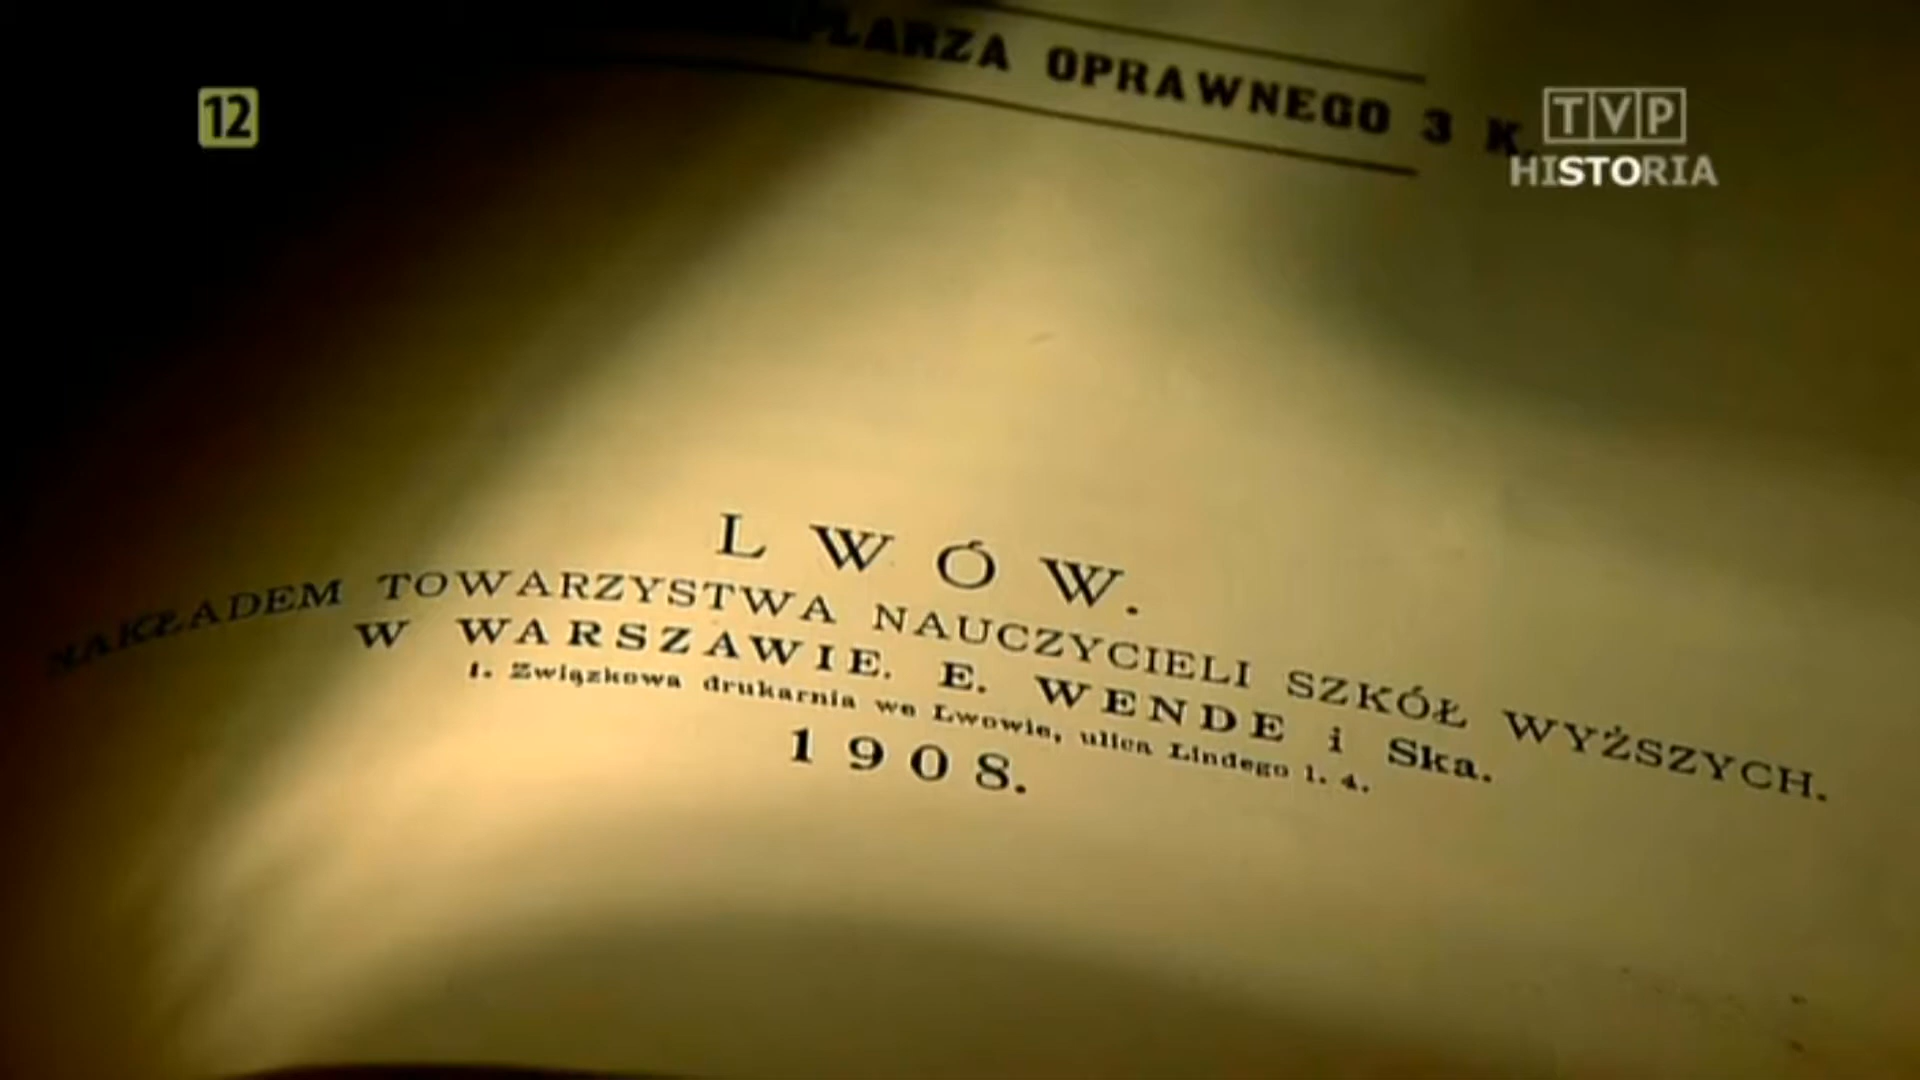 12
OPRAWNEGO 3 K.
TVP
HISTORIA
LWÓW.
NAKŁADEM TOWARZYSTWA NAUCZYCIELI SZKÓŁ WYŻSZYCH.
W WARSZAWIE. E. WENDE i Ska.
I. Związkowa drukarnia we Lwowie, ulica Lindego l. 4.
1908.